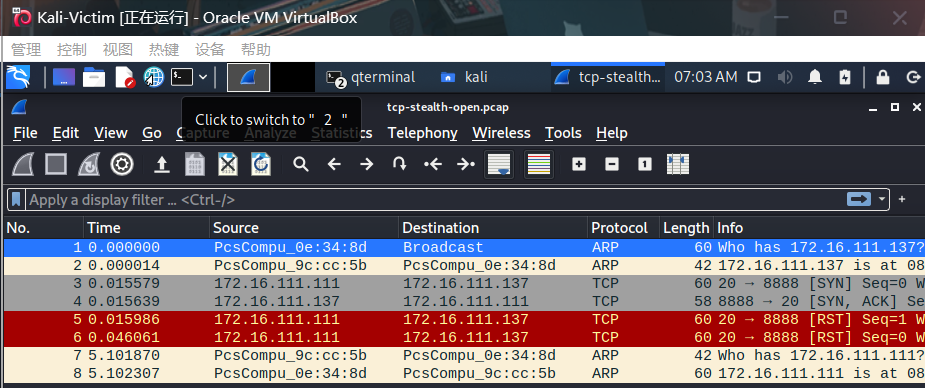 Kali-Victim [正在运行] - Oracle VM VirtualBox
管理 控制 视图 热键 设备 帮助
2 qterminal kali tcp-stealth... 07:03 AM
tcp-stealth-open.pcap
Click to switch to " 2 "
File Edit View Go Capture Analyze Statistics Telephony Wireless Tools Help
Apply a display filter ... <Ctrl-/>
No. Time Source Destination Protocol Length Info
1 0.000000 PcsCompu_0e:34:8d Broadcast ARP 60 Who has 172.16.111.137?
2 0.000014 PcsCompu_9c:cc:5b PcsCompu_0e:34:8d ARP 42 172.16.111.137 is at 08
3 0.015579 172.16.111.111 172.16.111.137 TCP 60 20 → 8888 [SYN] Seq=0 W
4 0.015639 172.16.111.137 172.16.111.111 TCP 58 8888 → 20 [SYN, ACK] Se
5 0.015986 172.16.111.111 172.16.111.137 TCP 60 20 → 8888 [RST] Seq=1 W
6 0.046061 172.16.111.111 172.16.111.137 TCP 60 20 → 8888 [RST] Seq=0 W
7 5.101870 PcsCompu_9c:cc:5b PcsCompu_0e:34:8d ARP 42 Who has 172.16.111.111?
8 5.102307 PcsCompu_0e:34:8d PcsCompu_9c:cc:5b ARP 60 172.16.111.111 is at 08